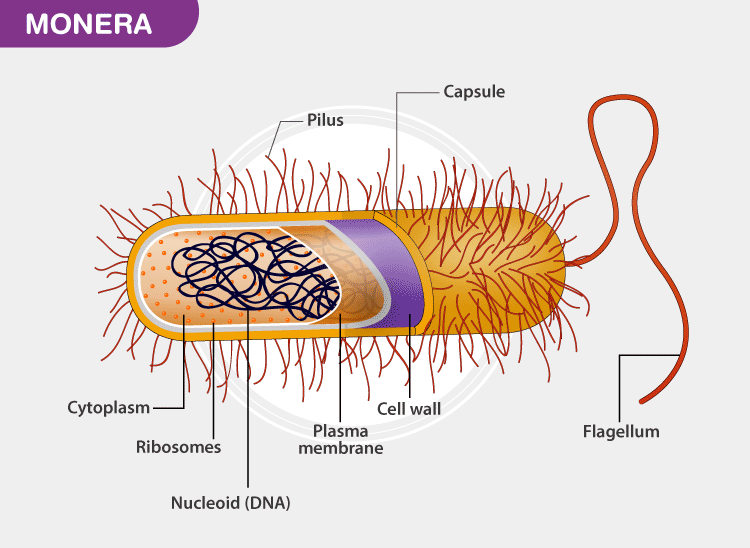 MONERA
Capsule
Pilus
Cytoplasm
Cell wall
Ribosomes
Plasma
membrane
Flagellum
Nucleoid (DNA)